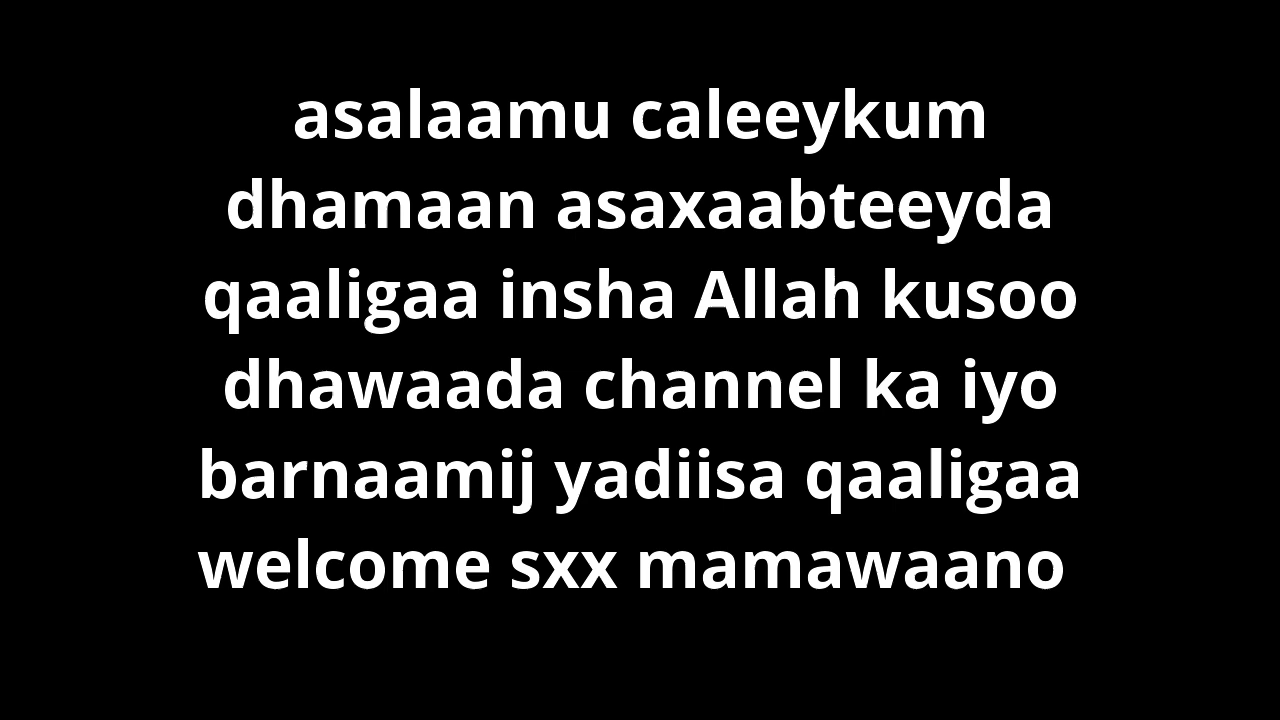 asalaamu caleeykum
dhamaan asaxaabteeyda
qaaligaa insha Allah kusoo
dhawaada channel ka iyo
barnaamij yadiisa qaaligaa
welcome sxx mamawaano